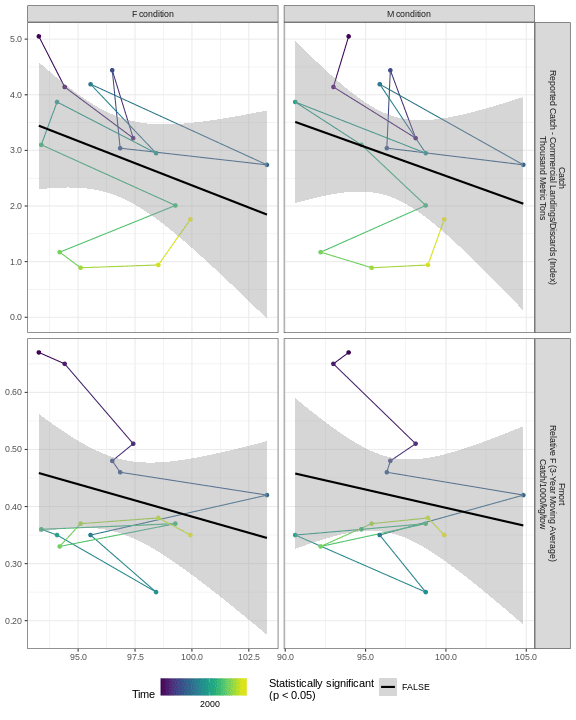 F condition
M condition
5.0
4.0
3.0
2.0
1.0
0.0
Catch
Reported Catch - Commercial Landings/Discards (Index)
Thousand Metric Tons
0.60
0.50
0.40
0.30
0.20
Fmort
Relative F (3-Year Moving Average)
Catch/1000/kg/tow
95.0
97.5
100.0
102.5
90.0
95.0
100.0
105.0
Time
2000
Statistically significant
(p < 0.05)
FALSE